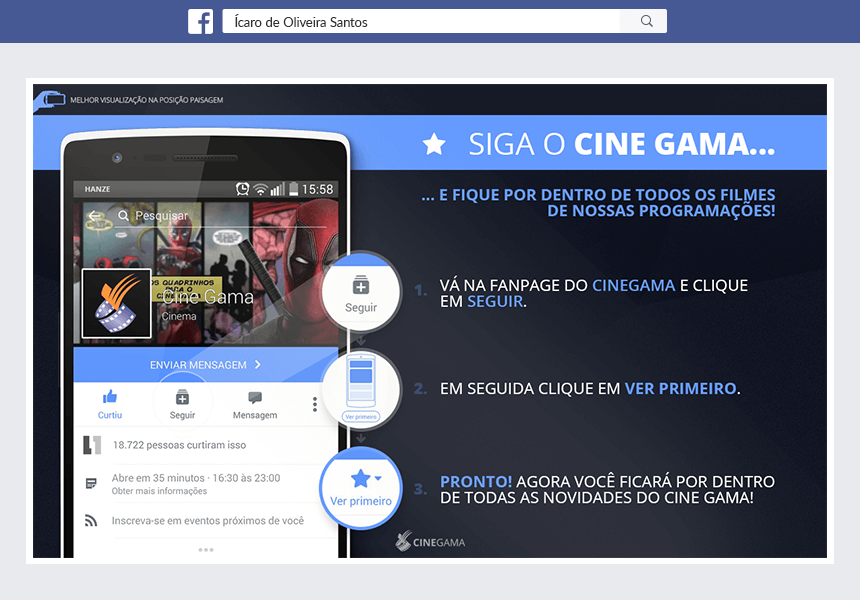 Ícaro de Oliveira Santos
MELHOR VISUALIZAÇÃO NA POSIÇÃO PAISAGEM
SIGA O CINE GAMA...
... E FIQUE POR DENTRO DE TODOS OS FILMES
DE NOSSAS PROGRAMAÇÕES!
HANZE
15:58
Pesquisar
OS QUADRINHOS
PARA O
Cine Gama
Cinema
ENVIAR MENSAGEM
Curtiu
Seguir
Mensagem
18.722 pessoas curtiram isso
Abre em 35 minutos · 16:30 às 23:00
Obter mais informações
Inscreva-se em eventos próximos de você
Seguir
1. VÁ NA FANPAGE DO CINEGAMA E CLIQUE
EM SEGUIR.
Ver primeiro
2. EM SEGUIDA CLIQUE EM VER PRIMEIRO.
Ver primeiro
3. PRONTO! AGORA VOCÊ FICARÁ POR DENTRO
DE TODAS AS NOVIDADES DO CINE GAMA!
CINEGAMA